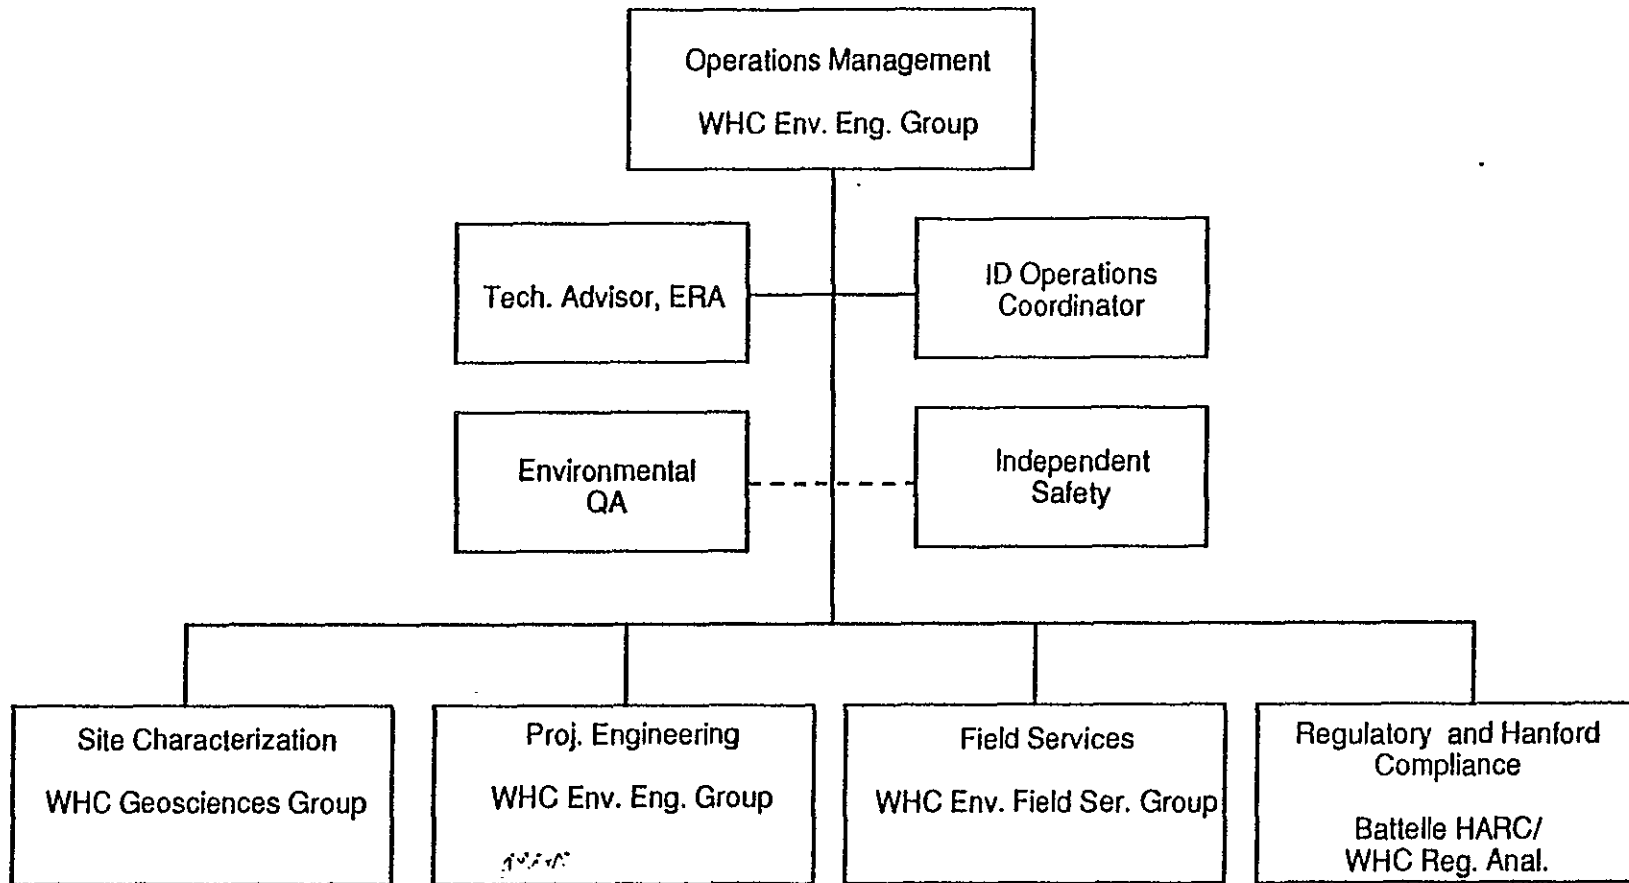 Operations Management
WHC Env. Eng. Group
Tech. Advisor, ERA
ID Operations
Coordinator
Environmental
QA
Independent
Safety
Site Characterization
WHC Geosciences Group
Proj. Engineering
WHC Env. Eng. Group
Field Services
WHC Env. Field Ser. Group
Regulatory and Hanford
Compliance
Battelle HARC/
WHC Reg. Anal.